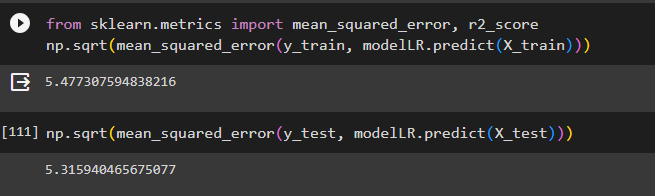 from sklearn.metrics import mean_squared_error, r2_score
np.sqrt(mean_squared_error(y_train, modelLR.predict(X_train)))
5.477307594838216
[111] np.sqrt(mean_squared_error(y_test, modelLR.predict(X_test)))
5.315940465675077